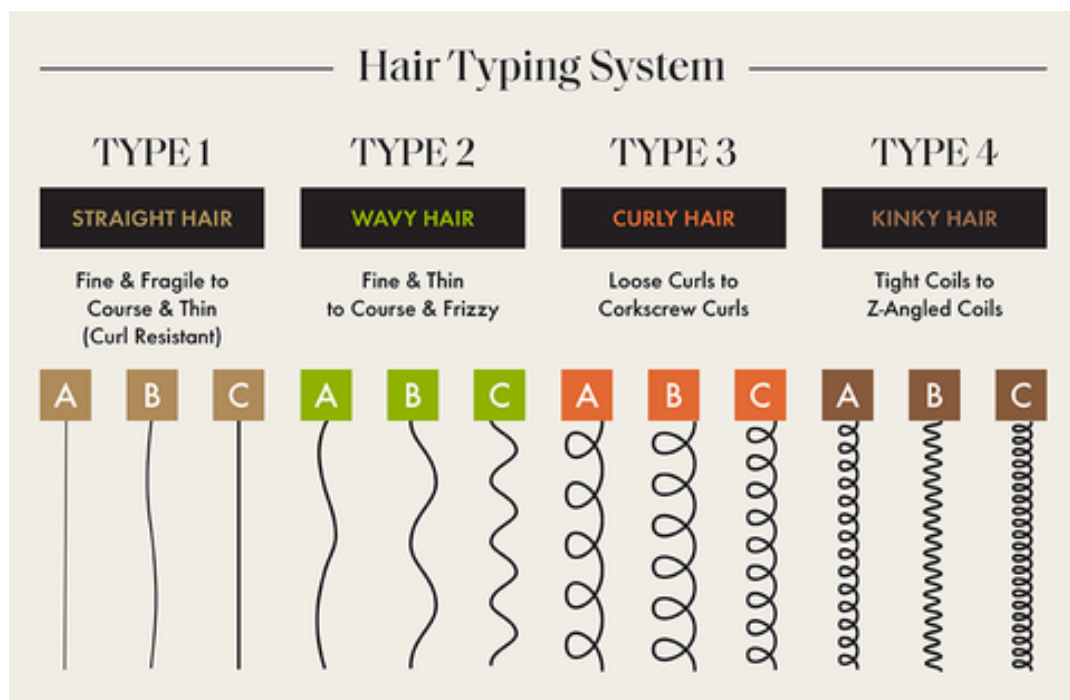 Hair Typing System
TYPE 1
STRAIGHT HAIR
Fine & Fragile to
Course & Thin
(Curl Resistant)
A B C
TYPE 2
WAVY HAIR
Fine & Thin
to Course & Frizzy
A B C
TYPE 3
CURLY HAIR
Loose Curls to
Corkscrew Curls
A B C
TYPE 4
KINKY HAIR
Tight Coils to
Z-Angled Coils
A B C